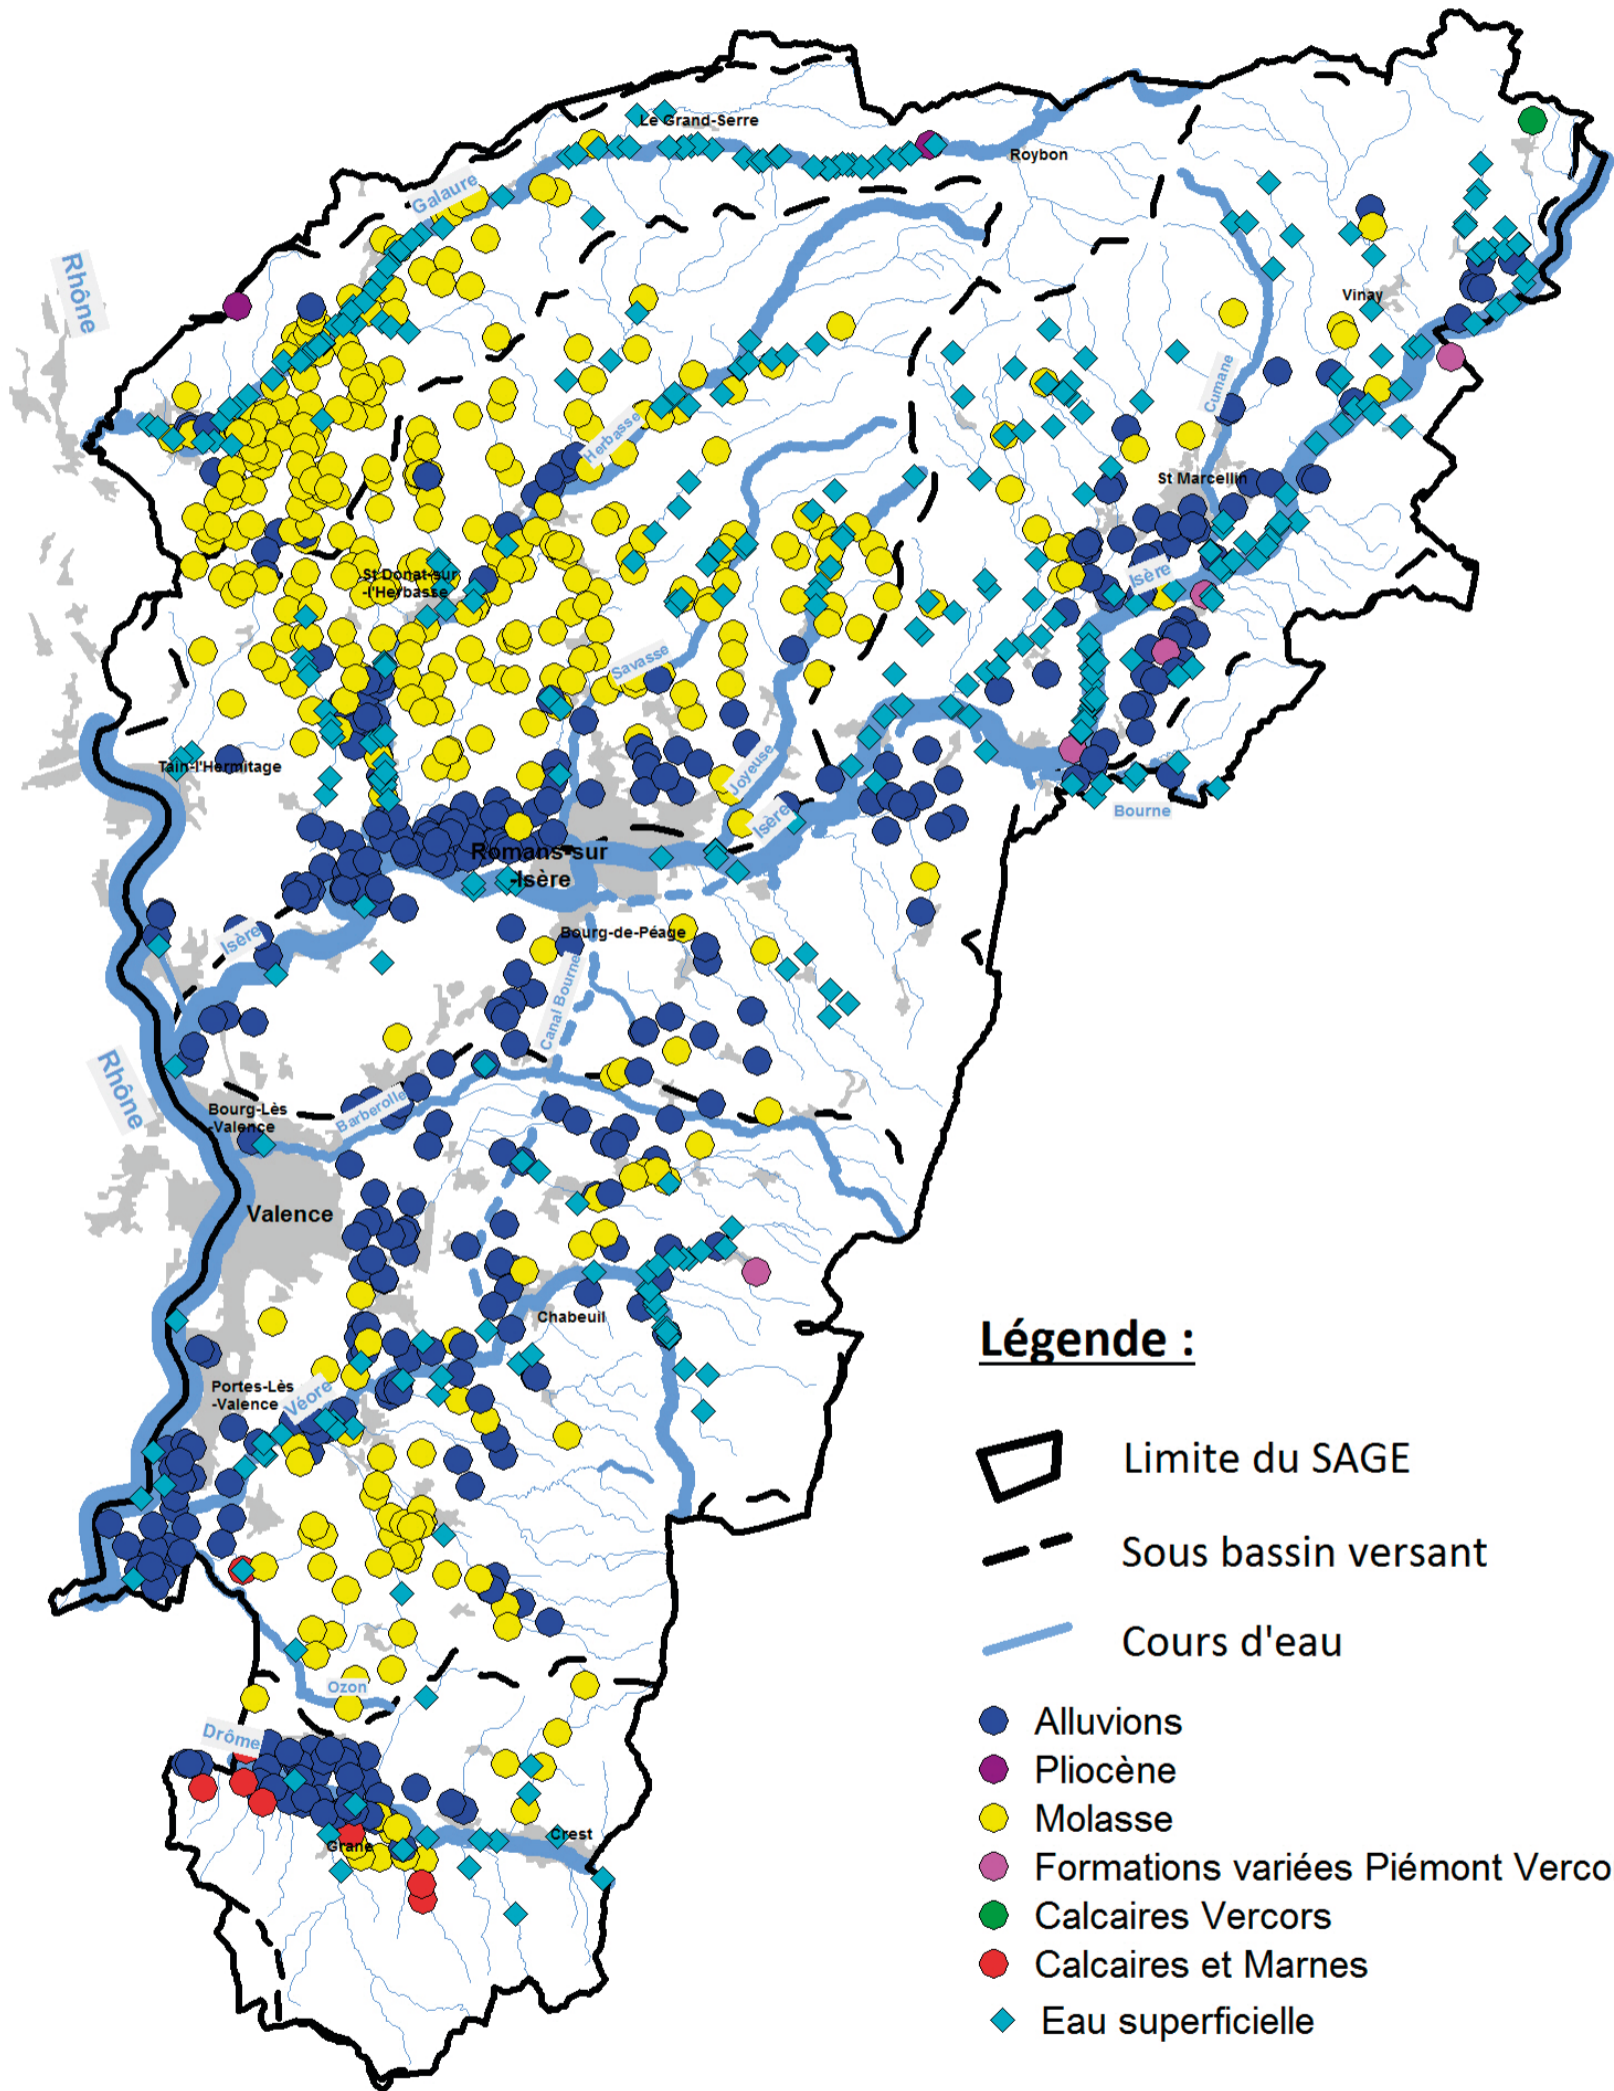 Le Grand-Serre
Roybon
Galaure
Rhône
Vinay
Cumane
Herbasse
St Marcellin
St Donat-sur
-l'Herbasse
Isère
Savasse
Tain-l'Hermitage
Joyeuse
Isère
Bourne
Romans-sur
-Isère
Bourg-de-Péage
Isère
Canal Bourne
Rhône
Bourg-Lès
-Valence
Barberolle
Valence
Chabeuil
Portes-Lès
-Valence
Véore
Ozon
Drôme
Grane
Crest
Légende :
Limite du SAGE
Sous bassin versant
Cours d'eau
Alluvions
Pliocène
Molasse
Formations variées Piémont Verco
Calcaires Vercors
Calcaires et Marnes
Eau superficielle